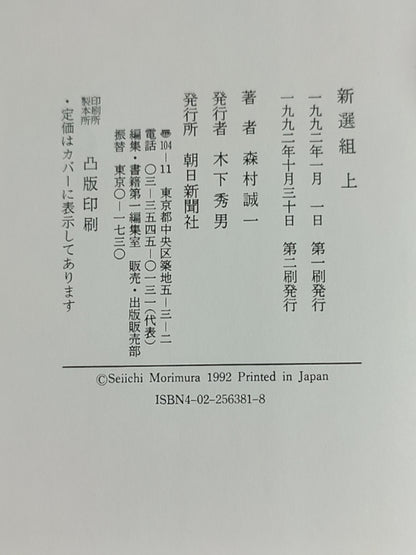 新選組 上
一九九二年一月 一日 第一刷発行
一九九二年十月三十日 第二刷発行
著者 森村誠一
発行者 木下秀男
発行所 朝日新聞社
〠104-11 東京都中央区築地五-三-二
電話 〇三-三五四五-〇一三一(代表)
編集・書籍第一編集室 販売・出版販売部
振替 東京〇-一七三〇
印刷所
製本所 凸版印刷
・定価はカバーに表示してあります
©Seiichi Morimura 1992 Printed in Japan
ISBN4-02-256381-8